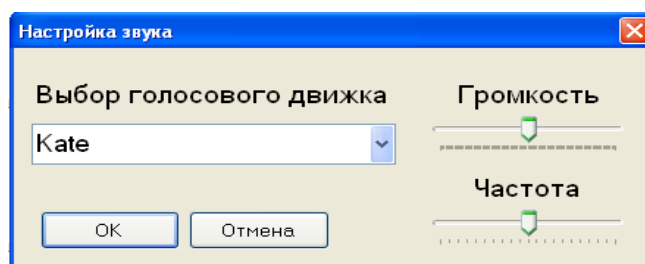 Настройка звука
Выбор голосового движка
Громкость
Kate
Частота
OK
Отмена